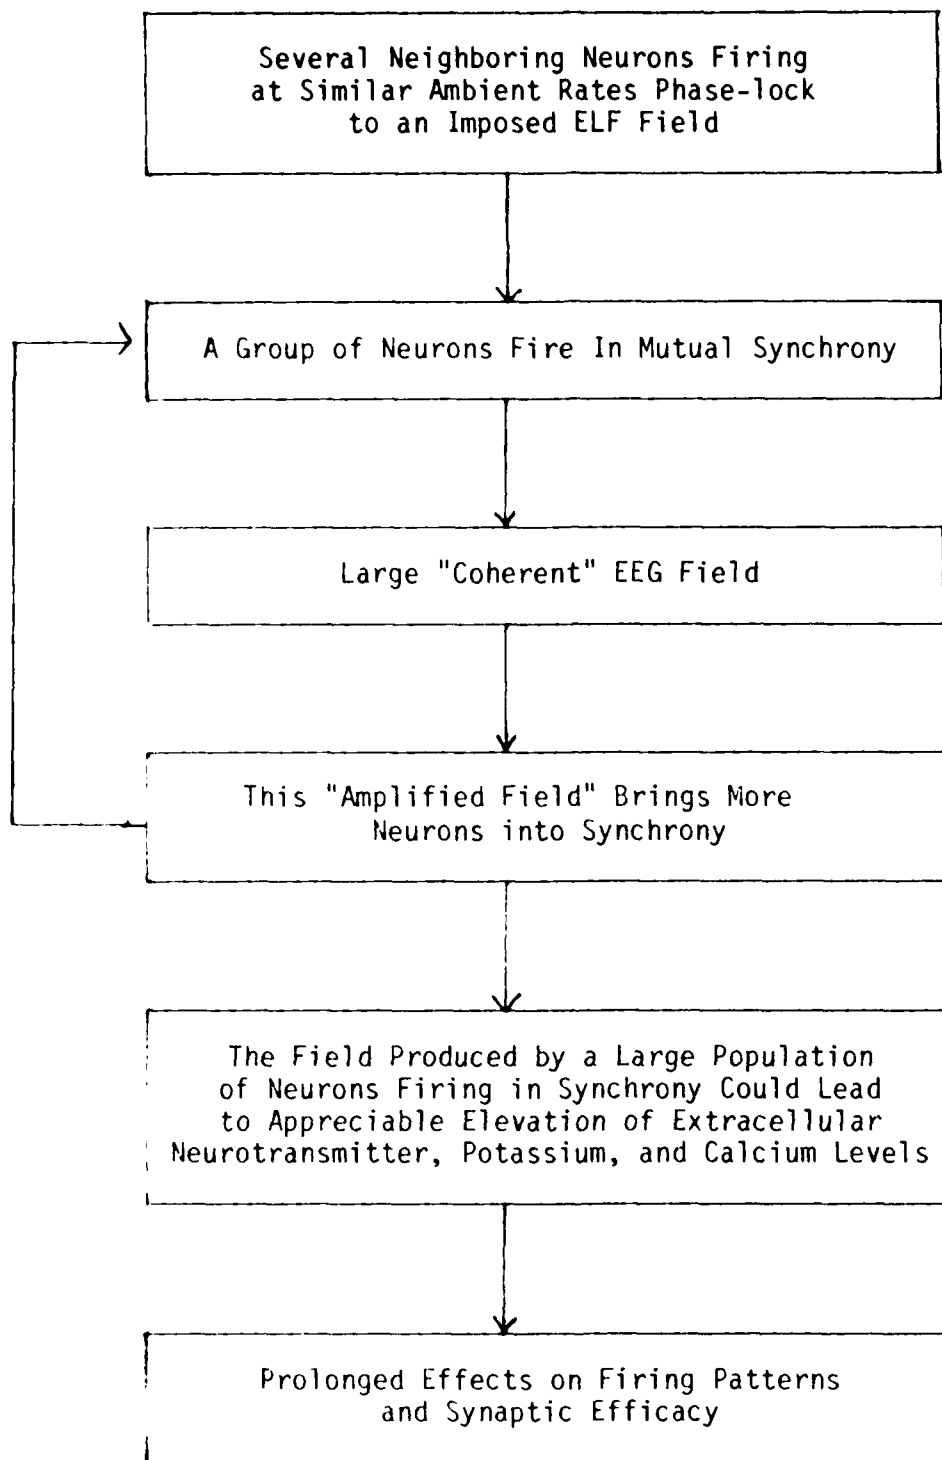 Several Neighboring Neurons Firing
at Similar Ambient Rates Phase-lock
to an Imposed ELF Field
A Group of Neurons Fire In Mutual Synchrony
Large "Coherent" EEG Field
This "Amplified Field" Brings More
Neurons into Synchrony
The Field Produced by a Large Population
of Neurons Firing in Synchrony Could Lead
to Appreciable Elevation of Extracellular
Neurotransmitter, Potassium, and Calcium Levels
Prolonged Effects on Firing Patterns
and Synaptic Efficacy